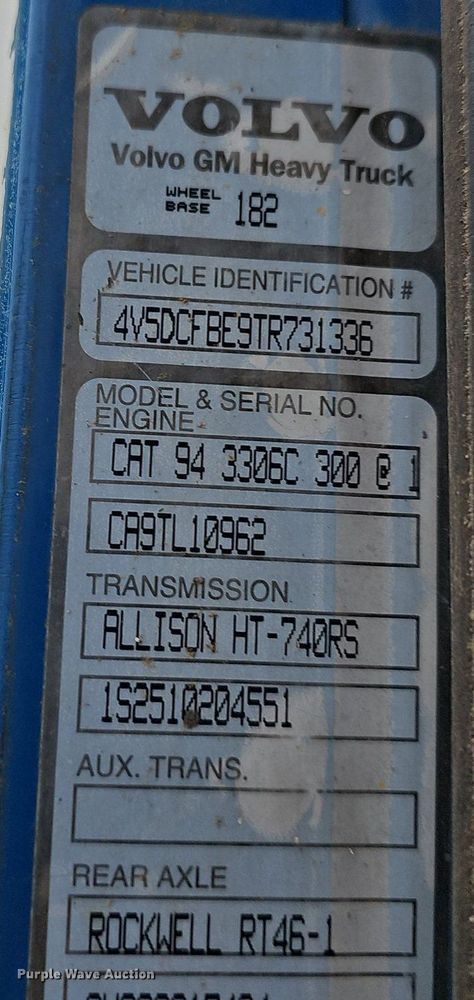 VOLVO
Volvo GM Heavy Truck
WHEEL
BASE 182
VEHICLE IDENTIFICATION #
4V5DCFBE9TR731336
MODEL & SERIAL NO.
ENGINE
CAT 94 3306C 300 @ 1
CA9TL10962
TRANSMISSION
ALLISON HT-740RS
1S2510204551
AUX. TRANS.
REAR AXLE
ROCKWELL RT46-1
Purple Wave Auction